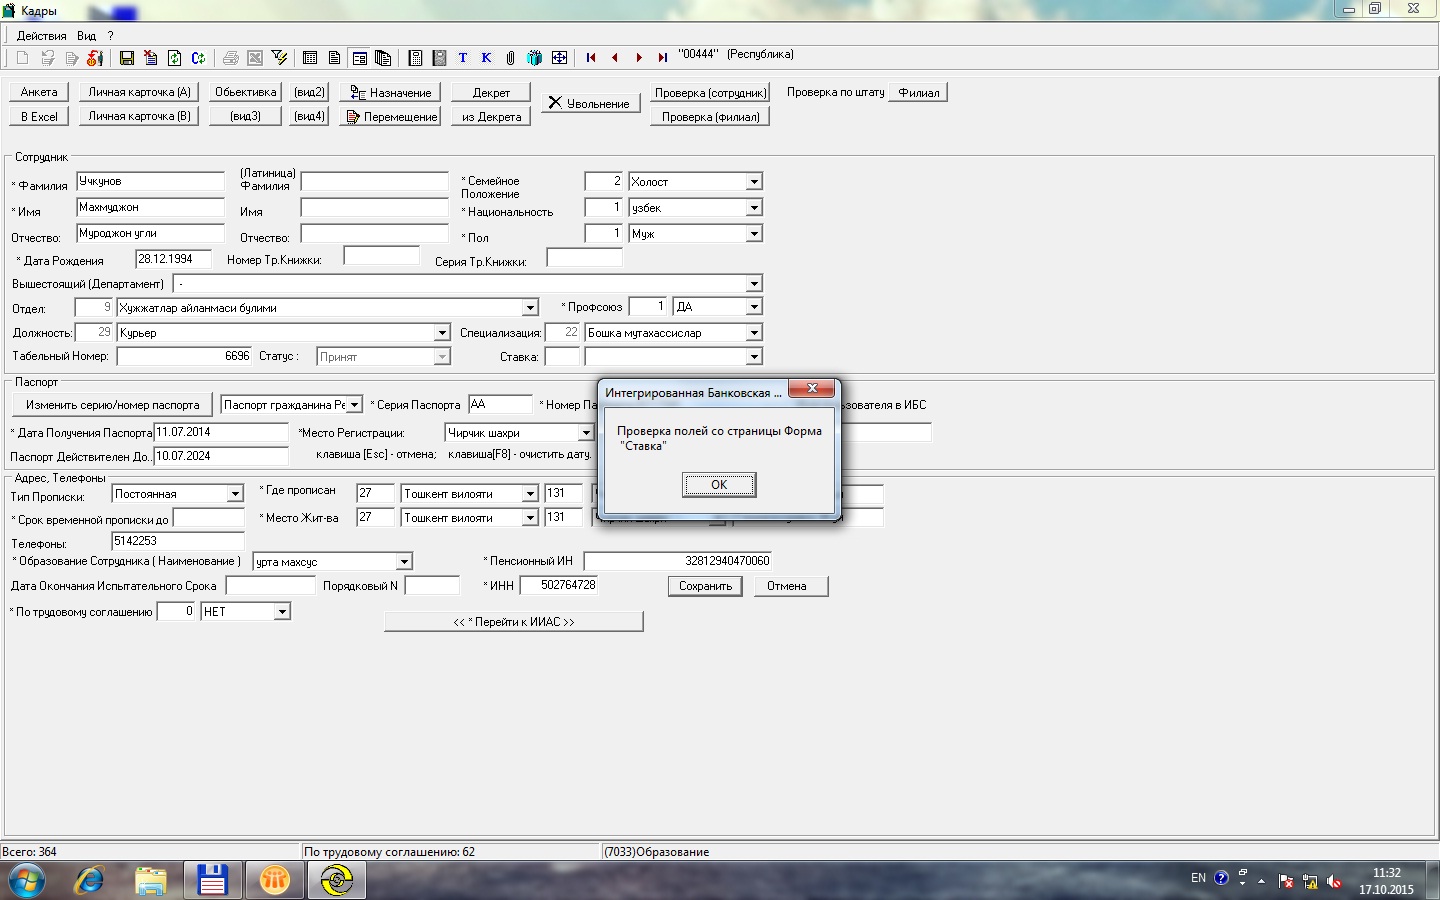 Кадры
Действия Вид ?
"00444" (Республика)
Анкета Личная карточка (А) Обьективка (вид2) Назначение Декрет Увольнение Проверка (сотрудник) Проверка по штату Филиал
В Excel Личная карточка (В) (вид3) (вид4) Перемещение из Декрета Проверка (филиал)
Сотрудник
* Фамилия Учкунов (Латиница) Фамилия * Семейное Положение 2 Холост
* Имя Махмуджон Имя * Национальность 1 узбек
Отчество: Муроджон угли Отчество: * Пол 1 Муж
* Дата Рождения 28.12.1994 Номер Тр.Книжки: Серия Тр.Книжки:
Вышестоящий (Департамент) -
Отдел: 9 Хужжатлар айланмаси булими * Профсоюз 1 ДА
Должность: 29 Курьер Специализация: 22 Бошка мутахассислар
Табельный Номер: 6696 Статус : Принят Ставка:
Паспорт
Изменить серию/номер паспорта Паспорт гражданина Ре * Серия Паспорта АА * Номер Па ьзователя в ИБС
* Дата Получения Паспорта 11.07.2014 *Место Регистрации: Чирчик шахри
Паспорт Действителен До.. 10.07.2024 клавиша [Esc] - отмена; клавиша[F8] - очистить дату.
Интегрированная Банковская ...
Проверка полей со страницы Форма
"Ставка"
OK
Адрес, Телефоны
Тип Прописки: Постоянная * Где прописан 27 Тошкент вилояти 131
* Срок временной прописки до * Место Жит-ва 27 Тошкент вилояти 131
Телефоны: 5142253
* Образование Сотрудника ( Наименование ) урта махсус * Пенсионный ИН 32812940470060
Дата Окончания Испытательного Срока Порядковый N * ИНН 502764728 Сохранить Отмена
* По трудовому соглашению 0 НЕТ
<< * Перейти к ИИАС >>
Всего: 364 По трудовому соглашению: 62 (7033)Образование
EN 11:32
17.10.2015